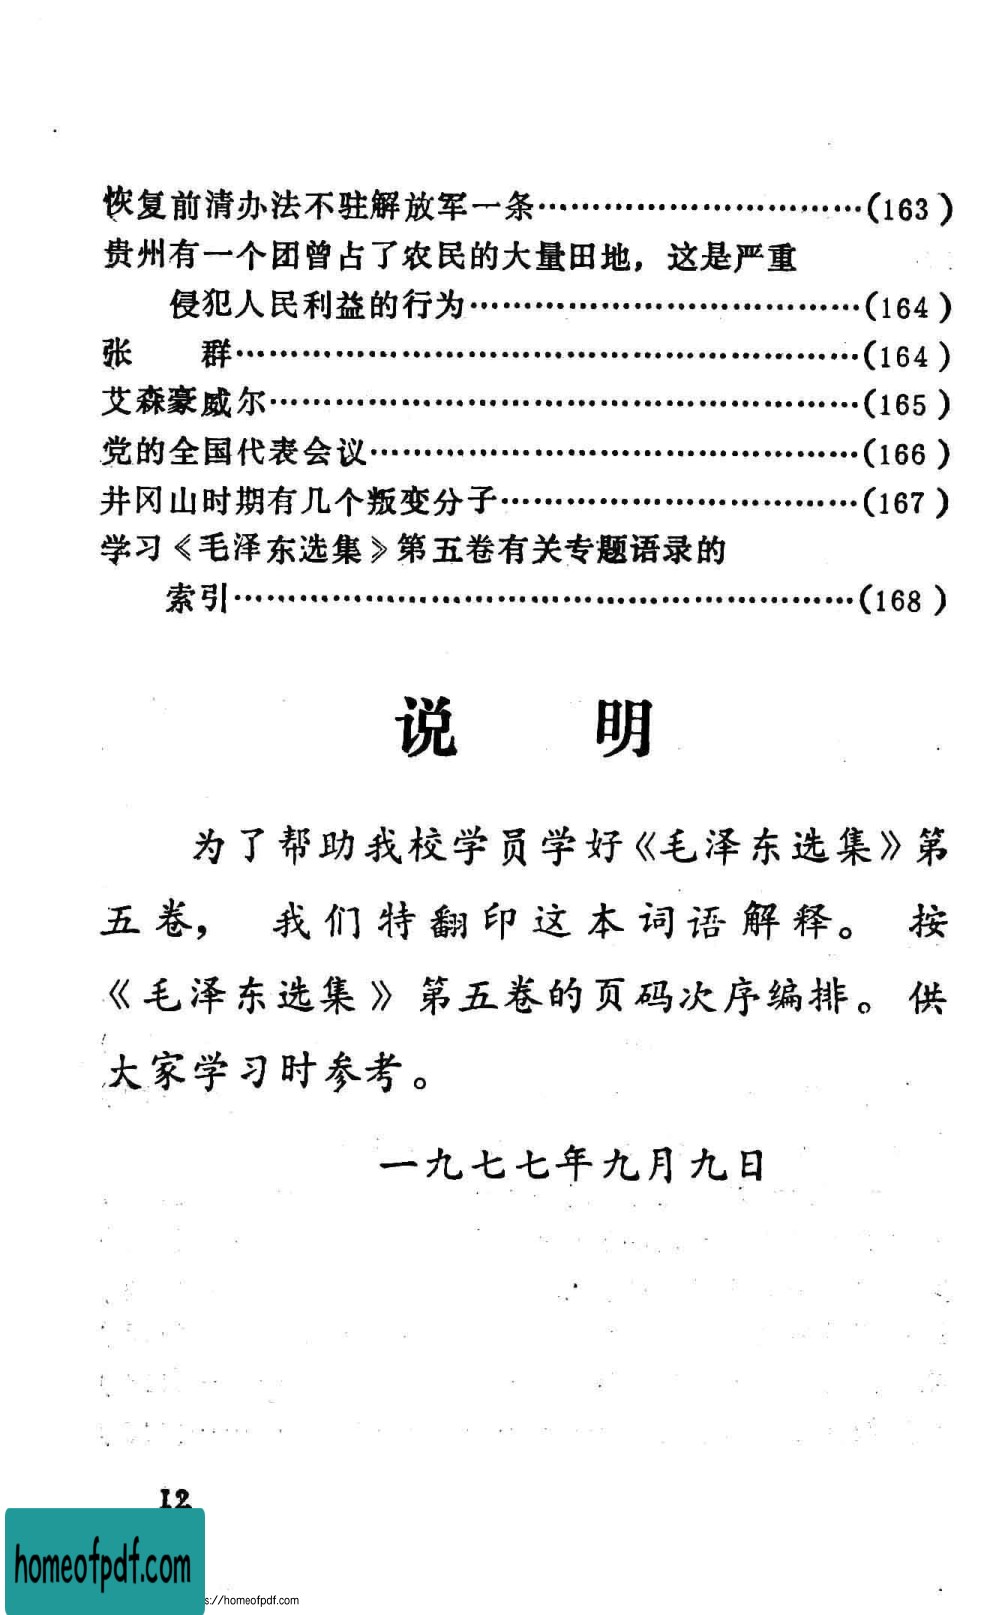 恢复前清办法不驻解放军一条…………………………(163)
贵州有一个团曾占了农民的大量田地，这是严重
侵犯人民利益的行为………………………………(164)
张　　群……………………………………………………(164)
艾森豪威尔…………………………………………………(165)
党的全国代表会议…………………………………………(166)
井冈山时期有几个叛变分子………………………………(167)
学习《毛泽东选集》第五卷有关专题语录的
索引……………………………………………………(168)
说　　明
为了帮助我校学员学好《毛泽东选集》第
五卷，　我们特翻印这本词语解释。　按
《毛泽东选集》第五卷的页码次序编排。供
大家学习时参考。
一九七七年九月九日
12
homeofpdf.com
s://homeofpdf.com